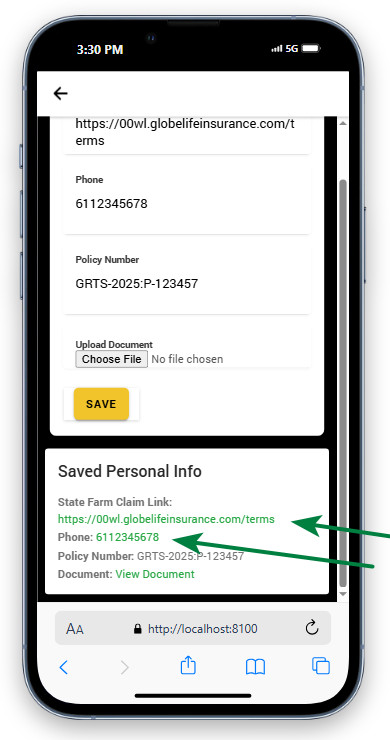 3:30 PM
5G
https://00wl.globelifeinsurance.com/t
erms
Phone
6112345678
Policy Number
GRTS-2025:P-123457
Upload Document
Choose File No file chosen
SAVE
Saved Personal Info
State Farm Claim Link:
https://00wl.globelifeinsurance.com/terms
Phone: 6112345678
Policy Number: GRTS-2025:P-123457
Document: View Document
AA http://localhost:8100